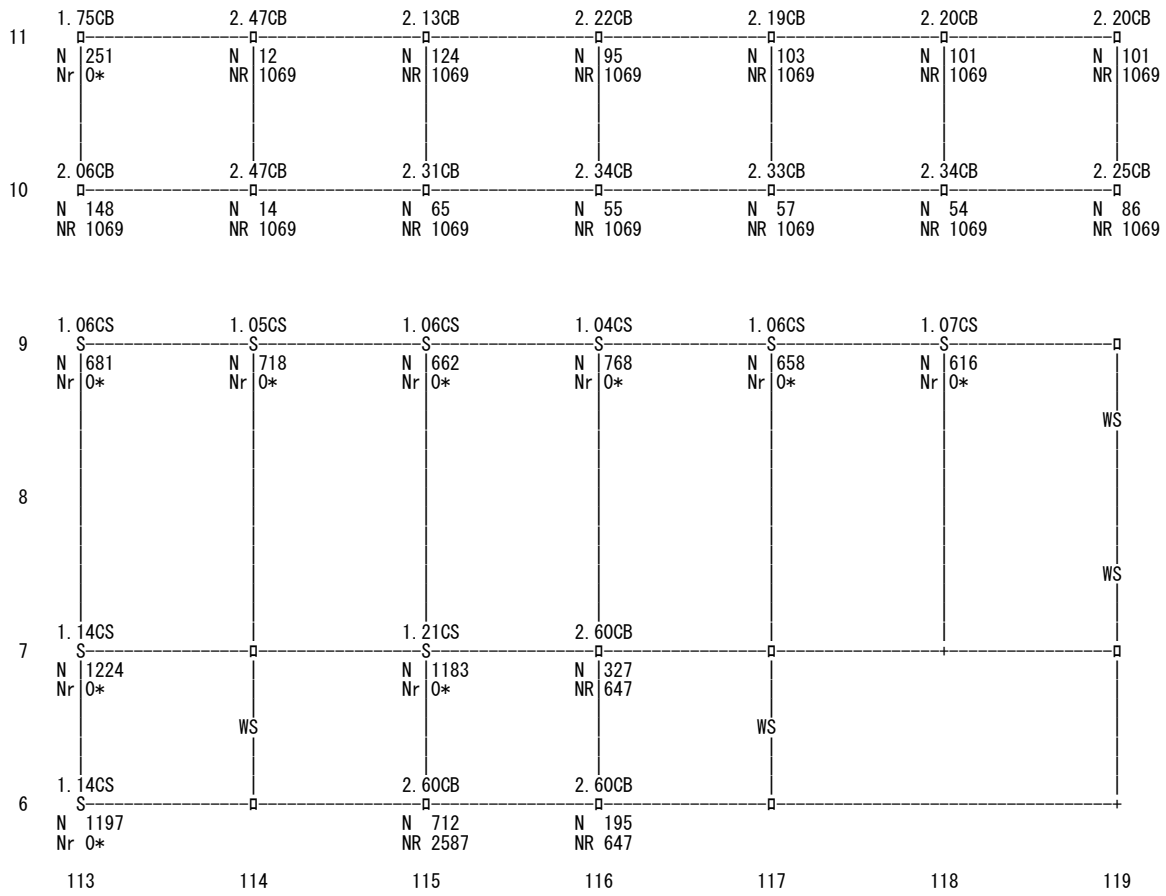 1.75CB 2.47CB 2.13CB 2.22CB 2.19CB 2.20CB 2.20CB
11
N 251 N 12 N 124 N 95 N 103 N 101 N 101
Nr 0* NR 1069 NR 1069 NR 1069 NR 1069 NR 1069 NR 1069
2.06CB 2.47CB 2.31CB 2.34CB 2.33CB 2.34CB 2.25CB
10
N 148 N 14 N 65 N 55 N 57 N 54 N 86
NR 1069 NR 1069 NR 1069 NR 1069 NR 1069 NR 1069 NR 1069
1.06CS 1.05CS 1.06CS 1.04CS 1.06CS 1.07CS
9 S S S S S S
N 681 N 718 N 662 N 768 N 658 N 616
Nr 0* Nr 0* Nr 0* Nr 0* Nr 0* Nr 0*
WS
8
WS
1.14CS 1.21CS 2.60CB
7 S S
N 1224 N 1183 N 327
Nr 0* Nr 0* NR 647
WS WS
1.14CS 2.60CB 2.60CB
6 S
N 1197 N 712 N 195
Nr 0* NR 2587 NR 647
113 114 115 116 117 118 119